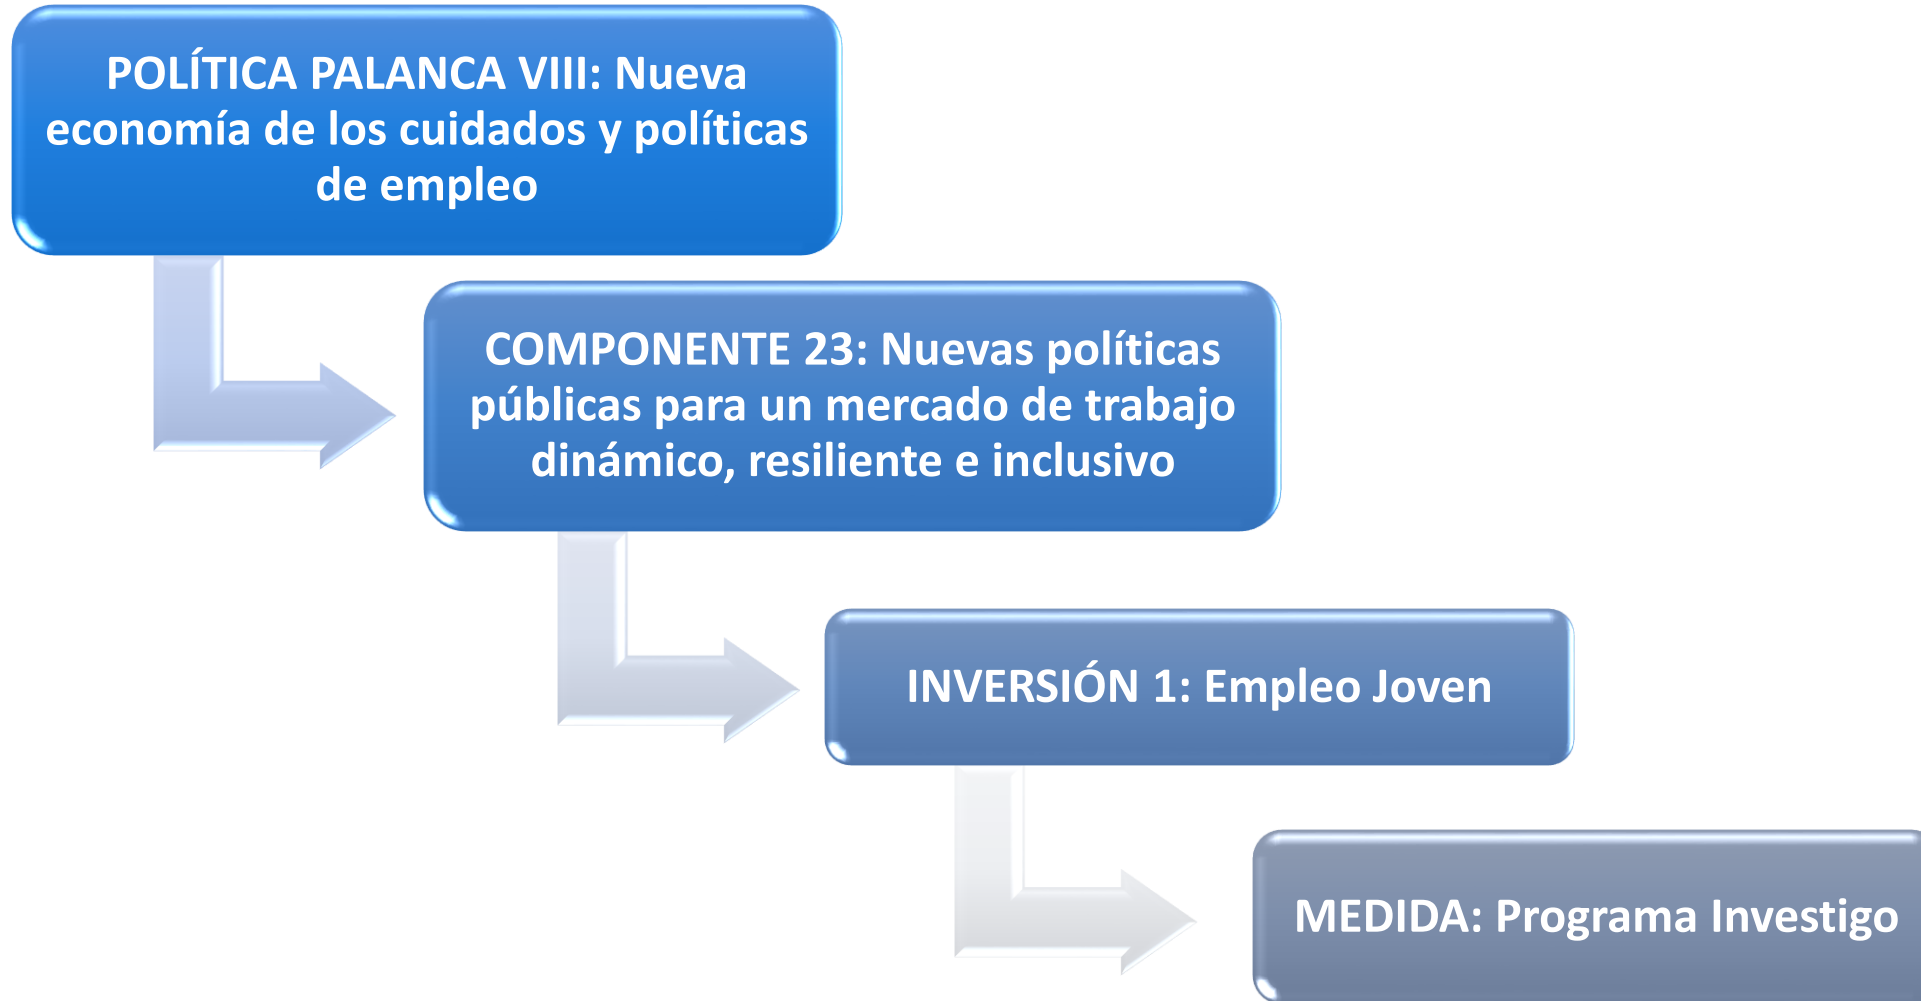 POLÍTICA PALANCA VIII: Nueva
economía de los cuidados y políticas
de empleo
COMPONENTE 23: Nuevas políticas
públicas para un mercado de trabajo
dinámico, resiliente e inclusivo
INVERSIÓN 1: Empleo Joven
MEDIDA: Programa Investigo